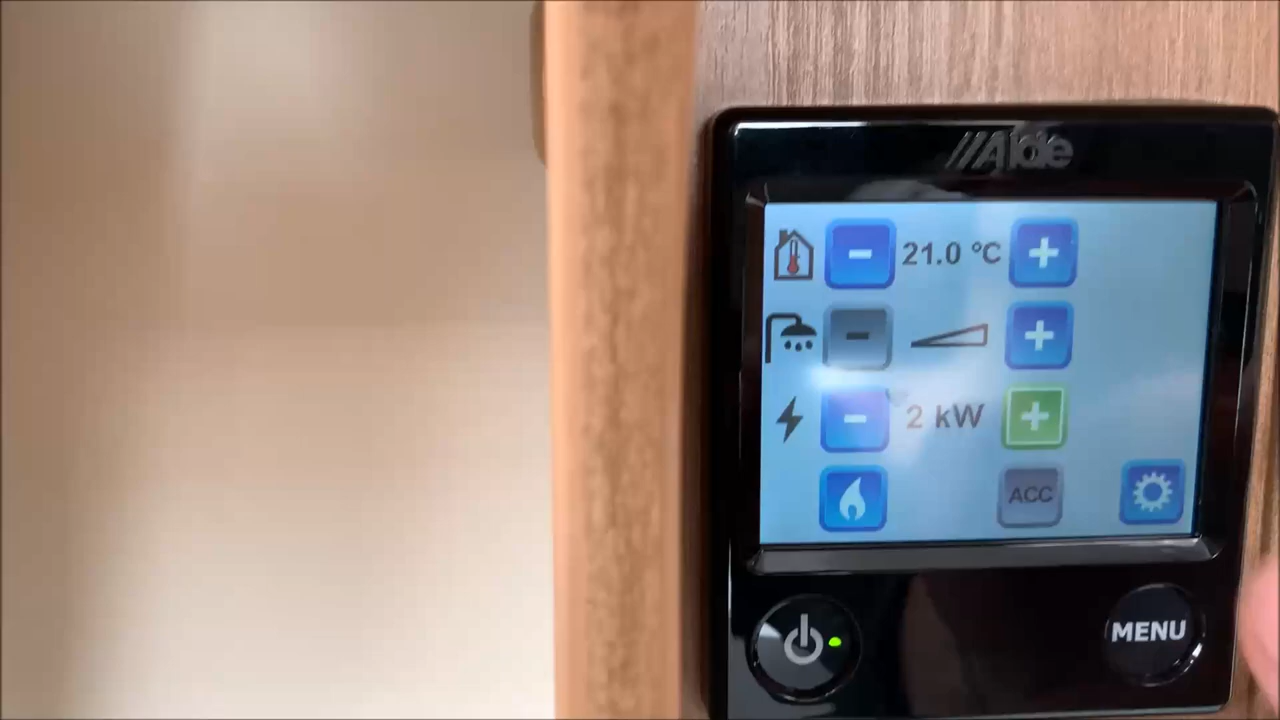 Alde
- 21.0 °C +
- +
- 2 kW +
ACC
MENU